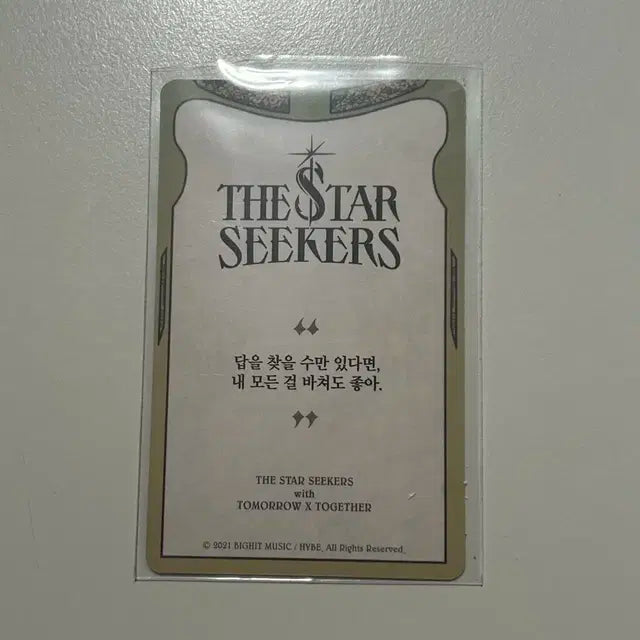 THE STAR
SEEKERS
“
답을 찾을 수만 있다면,
내 모든 걸 바쳐도 좋아.
”
THE STAR SEEKERS
with
TOMORROW X TOGETHER
© 2021 BIGHIT MUSIC / HYBE. All Rights Reserved.